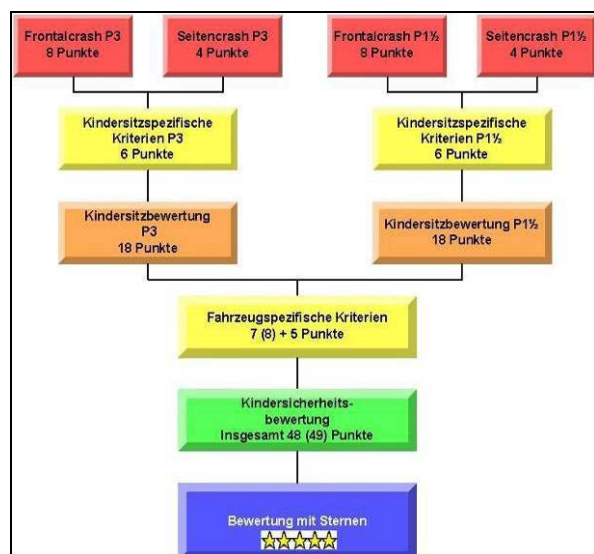 Frontalcrash P3
8 Punkte
Seitencrash P3
4 Punkte
Frontalcrash P1½
8 Punkte
Seitencrash P1½
4 Punkte
Kindersitzspezifische
Kriterien P3
6 Punkte
Kindersitzspezifische
Kriterien P1½
6 Punkte
Kindersitzbewertung
P3
18 Punkte
Kindersitzbewertung P1½
18 Punkte
Fahrzeugspezifische Kriterien
7 (8) + 5 Punkte
Kindersicherheits-
bewertung
Insgesamt 48 (49) Punkte
Bewertung mit Sternen